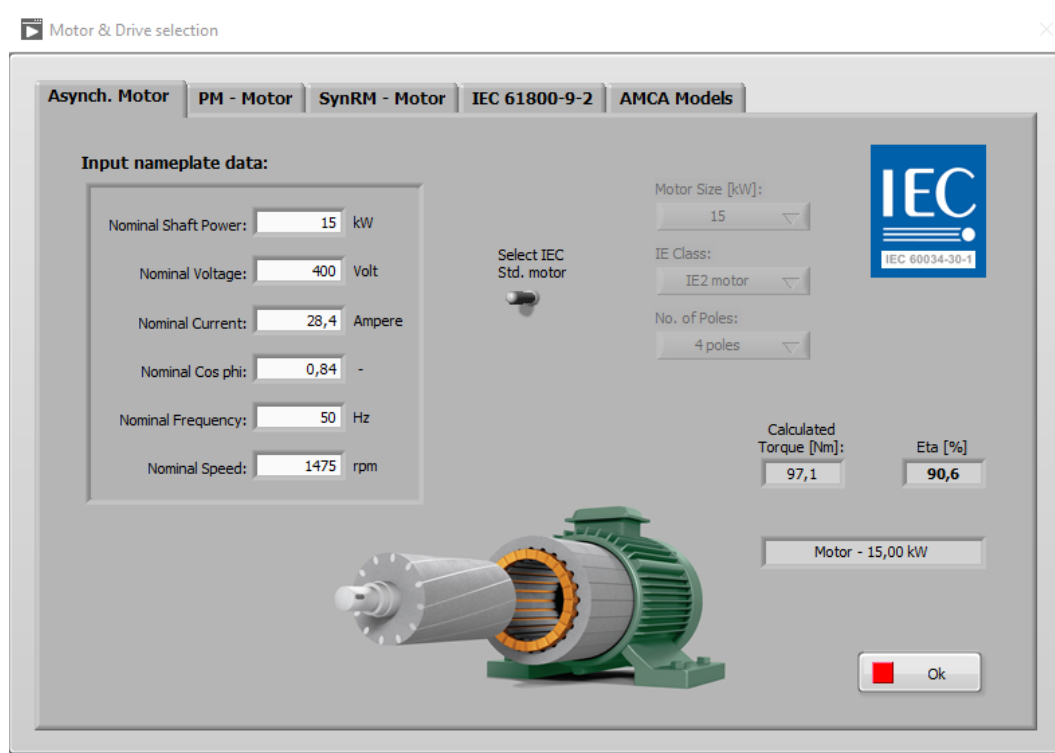 Motor & Drive selection
Asynch. Motor
PM - Motor
SynRM - Motor
IEC 61800-9-2
AMCA Models
Input nameplate data:
Nominal Shaft Power: 15 kW
Nominal Voltage: 400 Volt
Nominal Current: 28,4 Ampere
Nominal Cos phi: 0,84 -
Nominal Frequency: 50 Hz
Nominal Speed: 1475 rpm
Select IEC
Std. motor
Motor Size [kW]:
15
IE Class:
IE2 motor
No. of Poles:
4 poles
IEC
IEC 60034-30-1
Calculated
Torque [Nm]:
97,1
Eta [%]
90,6
Motor - 15,00 kW
Ok